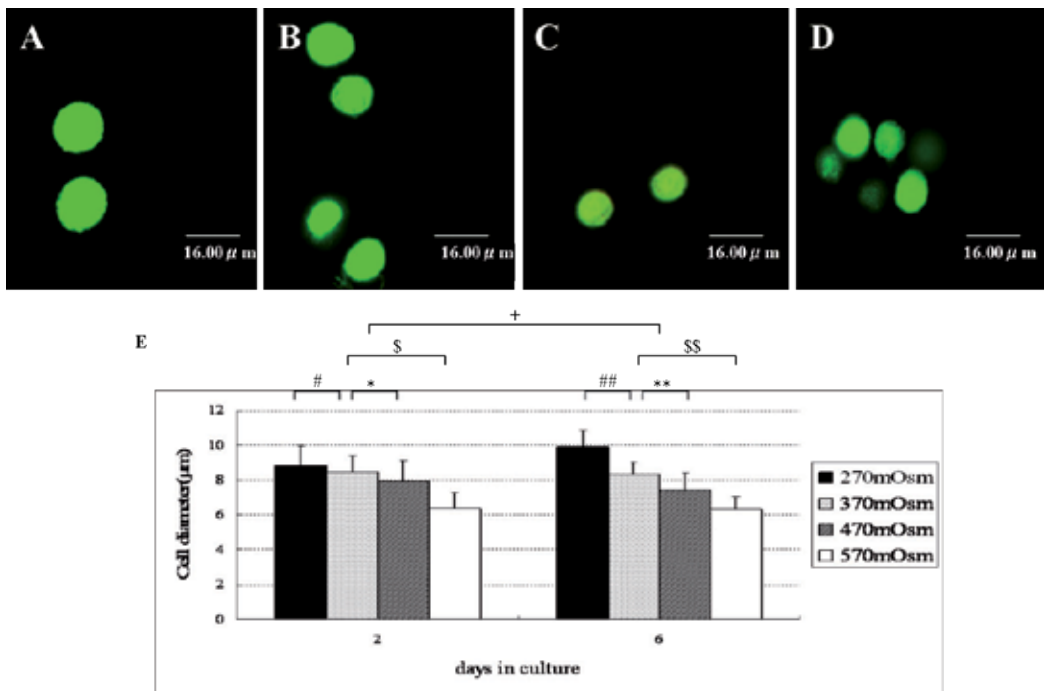 A B C D
16.00 μ m 16.00 μ m 16.00 μ m 16.00 μ m
E
+
$ $$
# * ## **
12
10
8
6
4
2
0
Cell diameter(μm)
2 6
days in culture
270mOsm
370mOsm
470mOsm
570mOsm